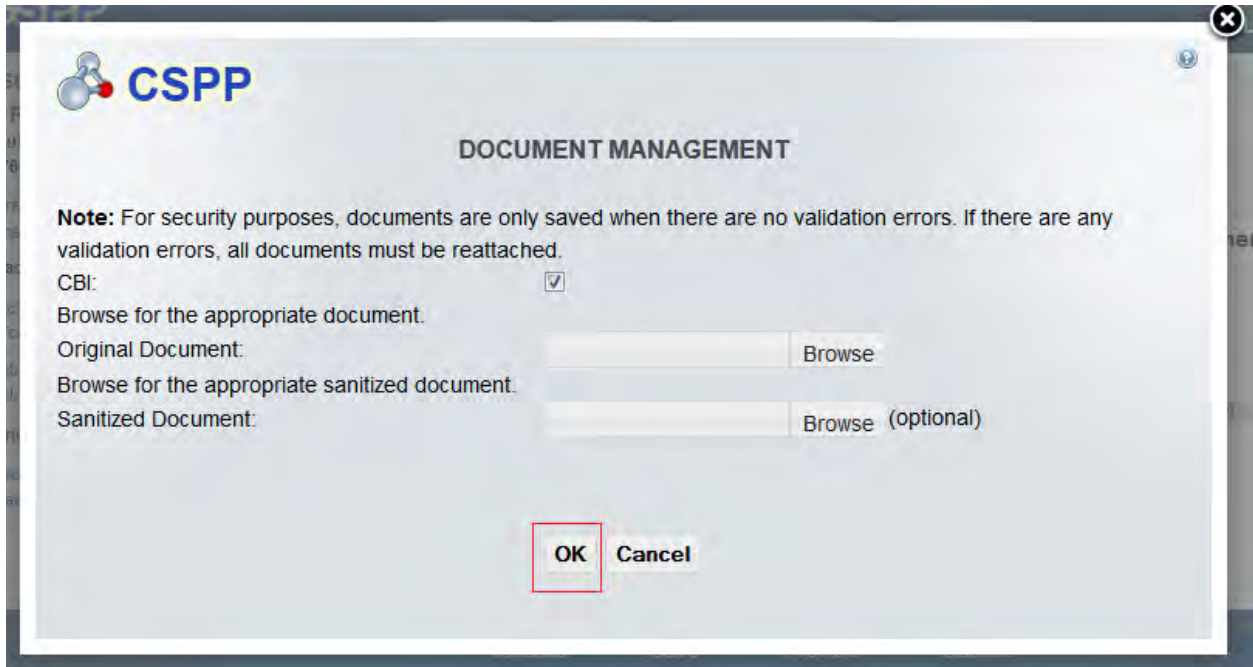 CSPP
DOCUMENT MANAGEMENT
Note: For security purposes, documents are only saved when there are no validation errors. If there are any
validation errors, all documents must be reattached.
CBI:
Browse for the appropriate document.
Original Document: Browse
Browse for the appropriate sanitized document.
Sanitized Document: Browse (optional)
OK Cancel